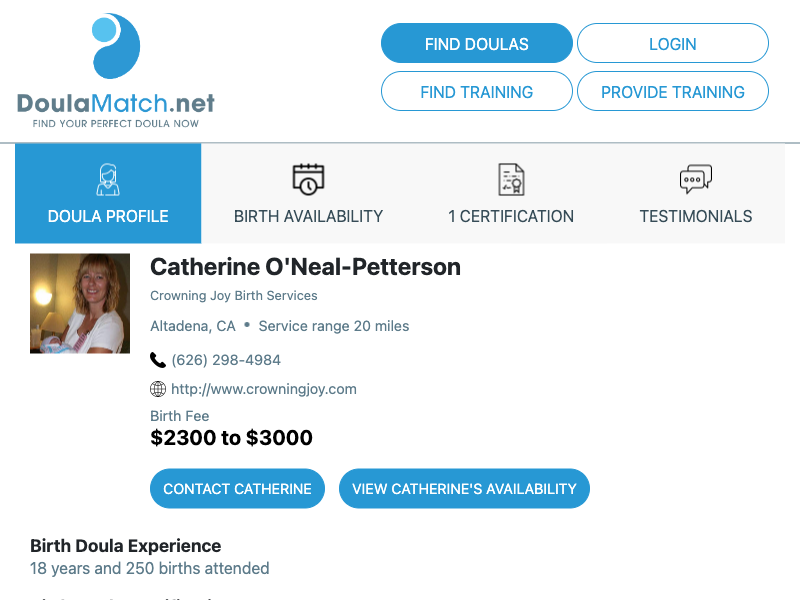 DoulaMatch.net
FIND YOUR PERFECT DOULA NOW
FIND DOULAS
LOGIN
FIND TRAINING
PROVIDE TRAINING
DOULA PROFILE
BIRTH AVAILABILITY
1 CERTIFICATION
TESTIMONIALS
Catherine O'Neal-Petterson
Crowning Joy Birth Services
Altadena, CA • Service range 20 miles
(626) 298-4984
http://www.crowningjoy.com
Birth Fee
$2300 to $3000
CONTACT CATHERINE
VIEW CATHERINE'S AVAILABILITY
Birth Doula Experience
18 years and 250 births attended